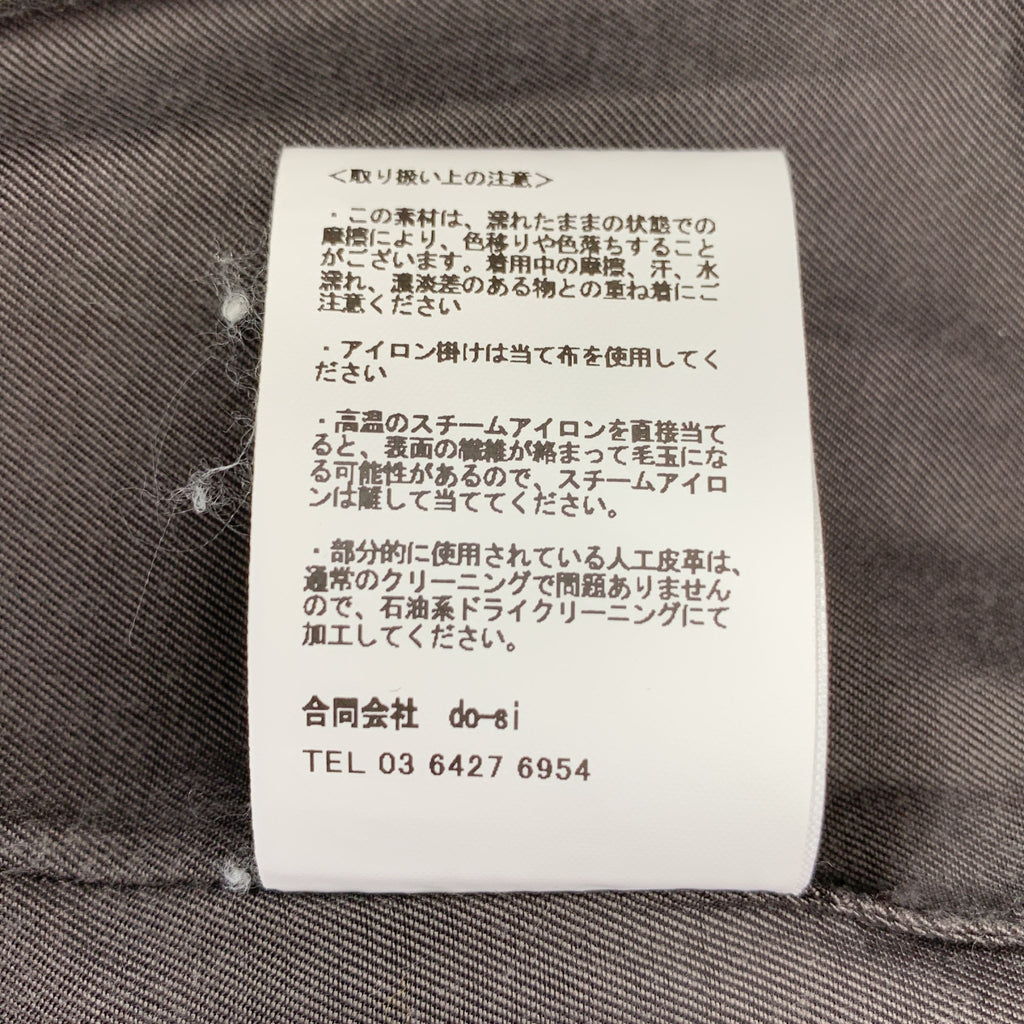 ＜取り扱い上の注意＞
・この素材は、濡れたままの状態での
摩擦により、色移りや色落ちすること
がございます。着用中の摩擦、汗、水
濡れ、濃淡差のある物との重ね着にご
注意ください
・アイロン掛けは当て布を使用してく
ださい
・高温のスチームアイロンを直接当て
ると、表面の繊維が絡まって毛玉にな
る可能性があるので、スチームアイロ
ンは離して当ててください。
・部分的に使用されている人工皮革は、
通常のクリーニングで問題ありません
ので、石油系ドライクリーニングにて
加工してください。
合同会社　do-si
TEL 03 6427 6954